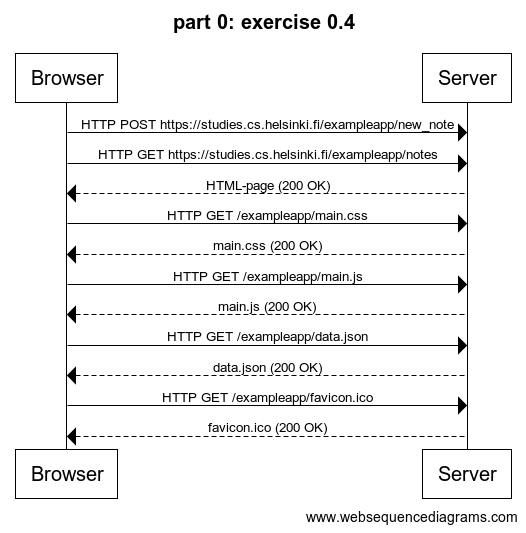 part 0: exercise 0.4
Browser
Server
HTTP POST https://studies.cs.helsinki.fi/exampleapp/new_note
HTTP GET https://studies.cs.helsinki.fi/exampleapp/notes
HTML-page (200 OK)
HTTP GET /exampleapp/main.css
main.css (200 OK)
HTTP GET /exampleapp/main.js
main.js (200 OK)
HTTP GET /exampleapp/data.json
data.json (200 OK)
HTTP GET /exampleapp/favicon.ico
favicon.ico (200 OK)
Browser
Server
www.websequencediagrams.com